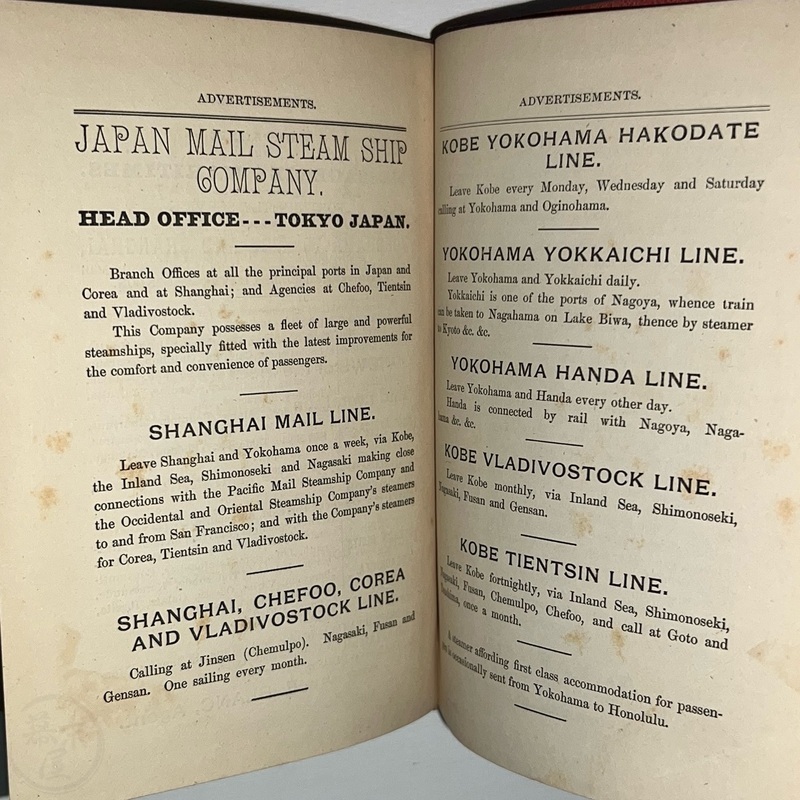 ADVERTISEMENTS.
JAPAN MAIL STEAM SHIP
COMPANY.
HEAD OFFICE---TOKYO JAPAN.
Branch Offices at all the principal ports in Japan and
Corea and at Shanghai; and Agencies at Chefoo, Tientsin
and Vladivostock.
This Company possesses a fleet of large and powerful
steamships, specially fitted with the latest improvements for
the comfort and convenience of passengers.
SHANGHAI MAIL LINE.
Leave Shanghai and Yokohama once a week, via Kobe,
the Inland Sea, Shimonoseki and Nagasaki making close
connections with the Pacific Mail Steamship Company and
the Occidental and Oriental Steamship Company's steamers
to and from San Francisco; and with the Company's steamers
for Corea, Tientsin and Vladivostock.
SHANGHAI, CHEFOO, COREA
AND VLADIVOSTOCK LINE.
Calling at Jinsen (Chemulpo). Nagasaki, Fusan and
Gensan. One sailing every month.
ADVERTISEMENTS.
KOBE YOKOHAMA HAKODATE
LINE.
Leave Kobe every Monday, Wednesday and Saturday
calling at Yokohama and Oginohama.
YOKOHAMA YOKKAICHI LINE.
Leave Yokohama and Yokkaichi daily.
Yokkaichi is one of the ports of Nagoya, whence train
can be taken to Nagahama on Lake Biwa, thence by steamer
to Kyoto &c. &c.
YOKOHAMA HANDA LINE.
Leave Yokohama and Handa every other day.
Handa is connected by rail with Nagoya, Naga-
hama &c. &c.
KOBE VLADIVOSTOCK LINE.
Leave Kobe monthly, via Inland Sea, Shimonoseki,
Nagasaki, Fusan and Gensan.
KOBE TIENTSIN LINE.
Leave Kobe fortnightly, via Inland Sea, Shimonoseki,
Nagasaki, Fusan, Chemulpo, Chefoo, and call at Goto and
once a month.
A steamer affording first class accommodation for passen-
is occasionally sent from Yokohama to Honolulu.